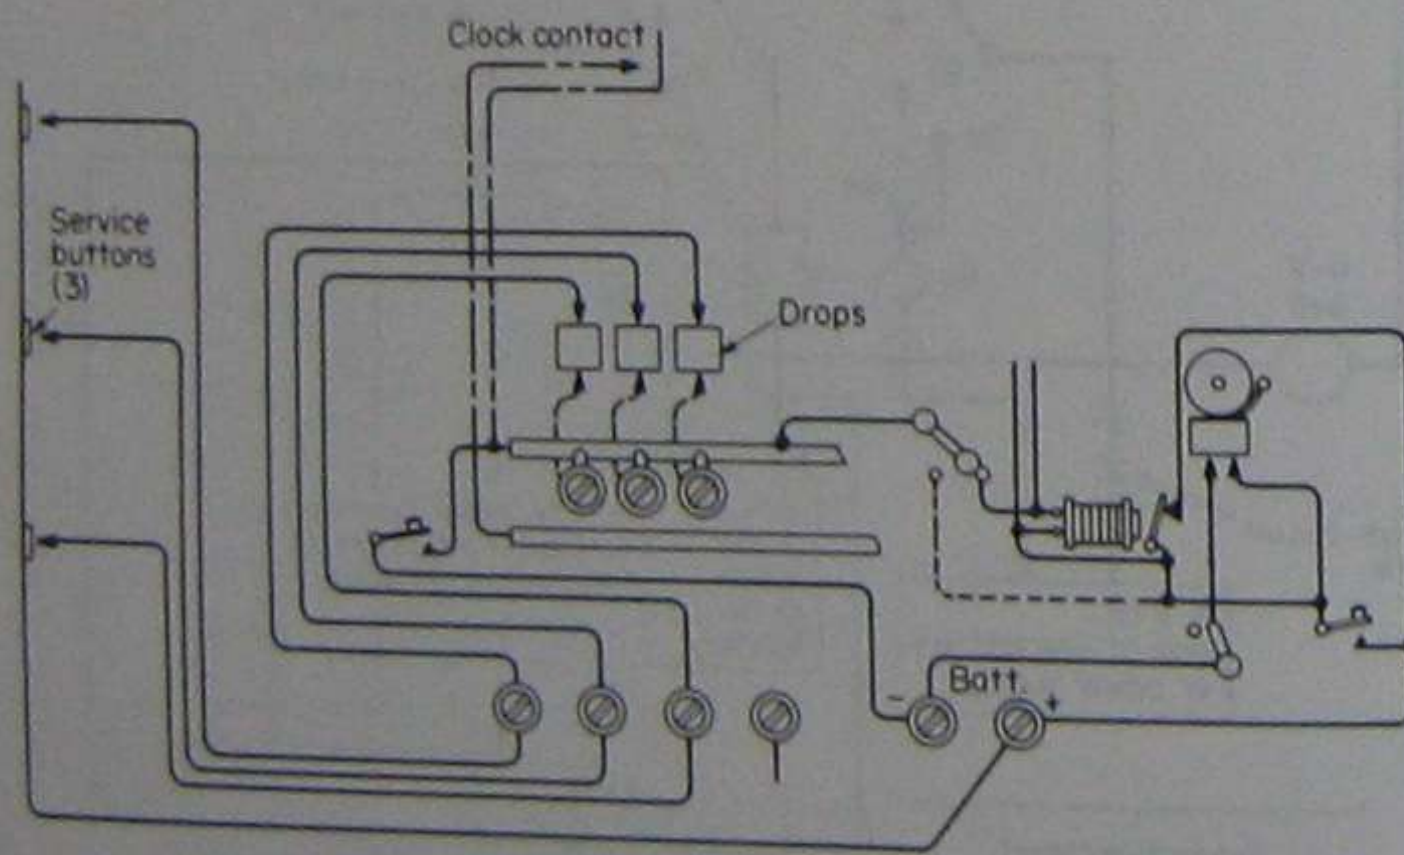 Clock contact
Service
buttons
(3)
Drops
- Batt. +